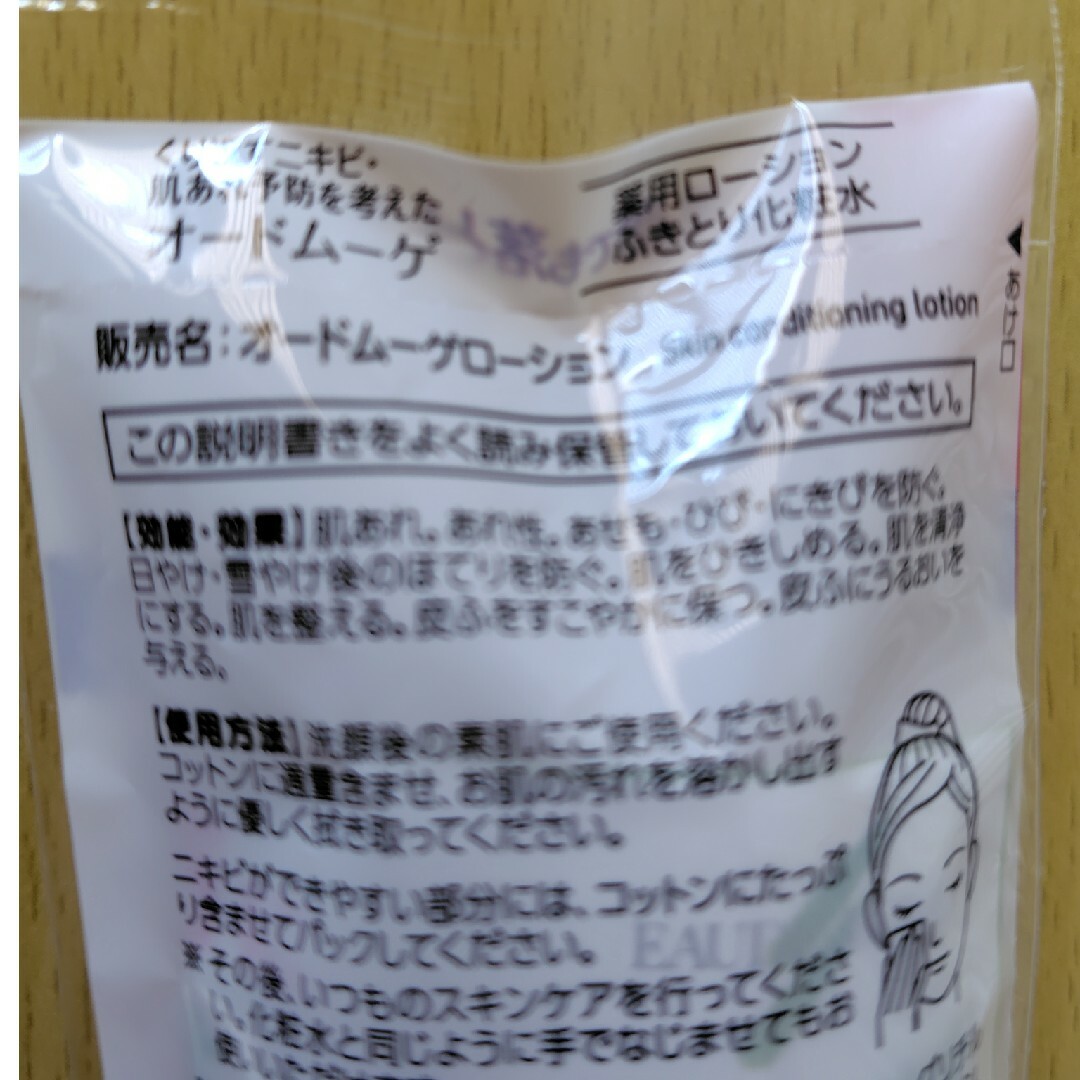 くり返すニキビ・
肌あれ予防を考えた
オードムーゲ
薬用ローション
ふきとり化粧水
販売名:オードムーゲローション
Skin conditioning lotion
あけ口
この説明書きをよく読み保管しておいてください。
【効能・効果】肌あれ。あれ性。あせも・ひび・にきびを防ぐ。
日やけ・雪やけ後のほてりを防ぐ。肌をひきしめる。肌を清浄
にする。肌を整える。皮ふをすこやかに保つ。皮ふにうるおいを
与える。
【使用方法】洗顔後の素肌にご使用ください。
コットンに適量含ませ、お肌の汚れを溶かし出す
ように優しく拭き取ってください。
ニキビができやすい部分には、コットンにたっぷ
り含ませてパックしてください。
※その後、いつものスキンケアを行ってくださ
い。化粧水と同じように手でなじませてもお
EAU